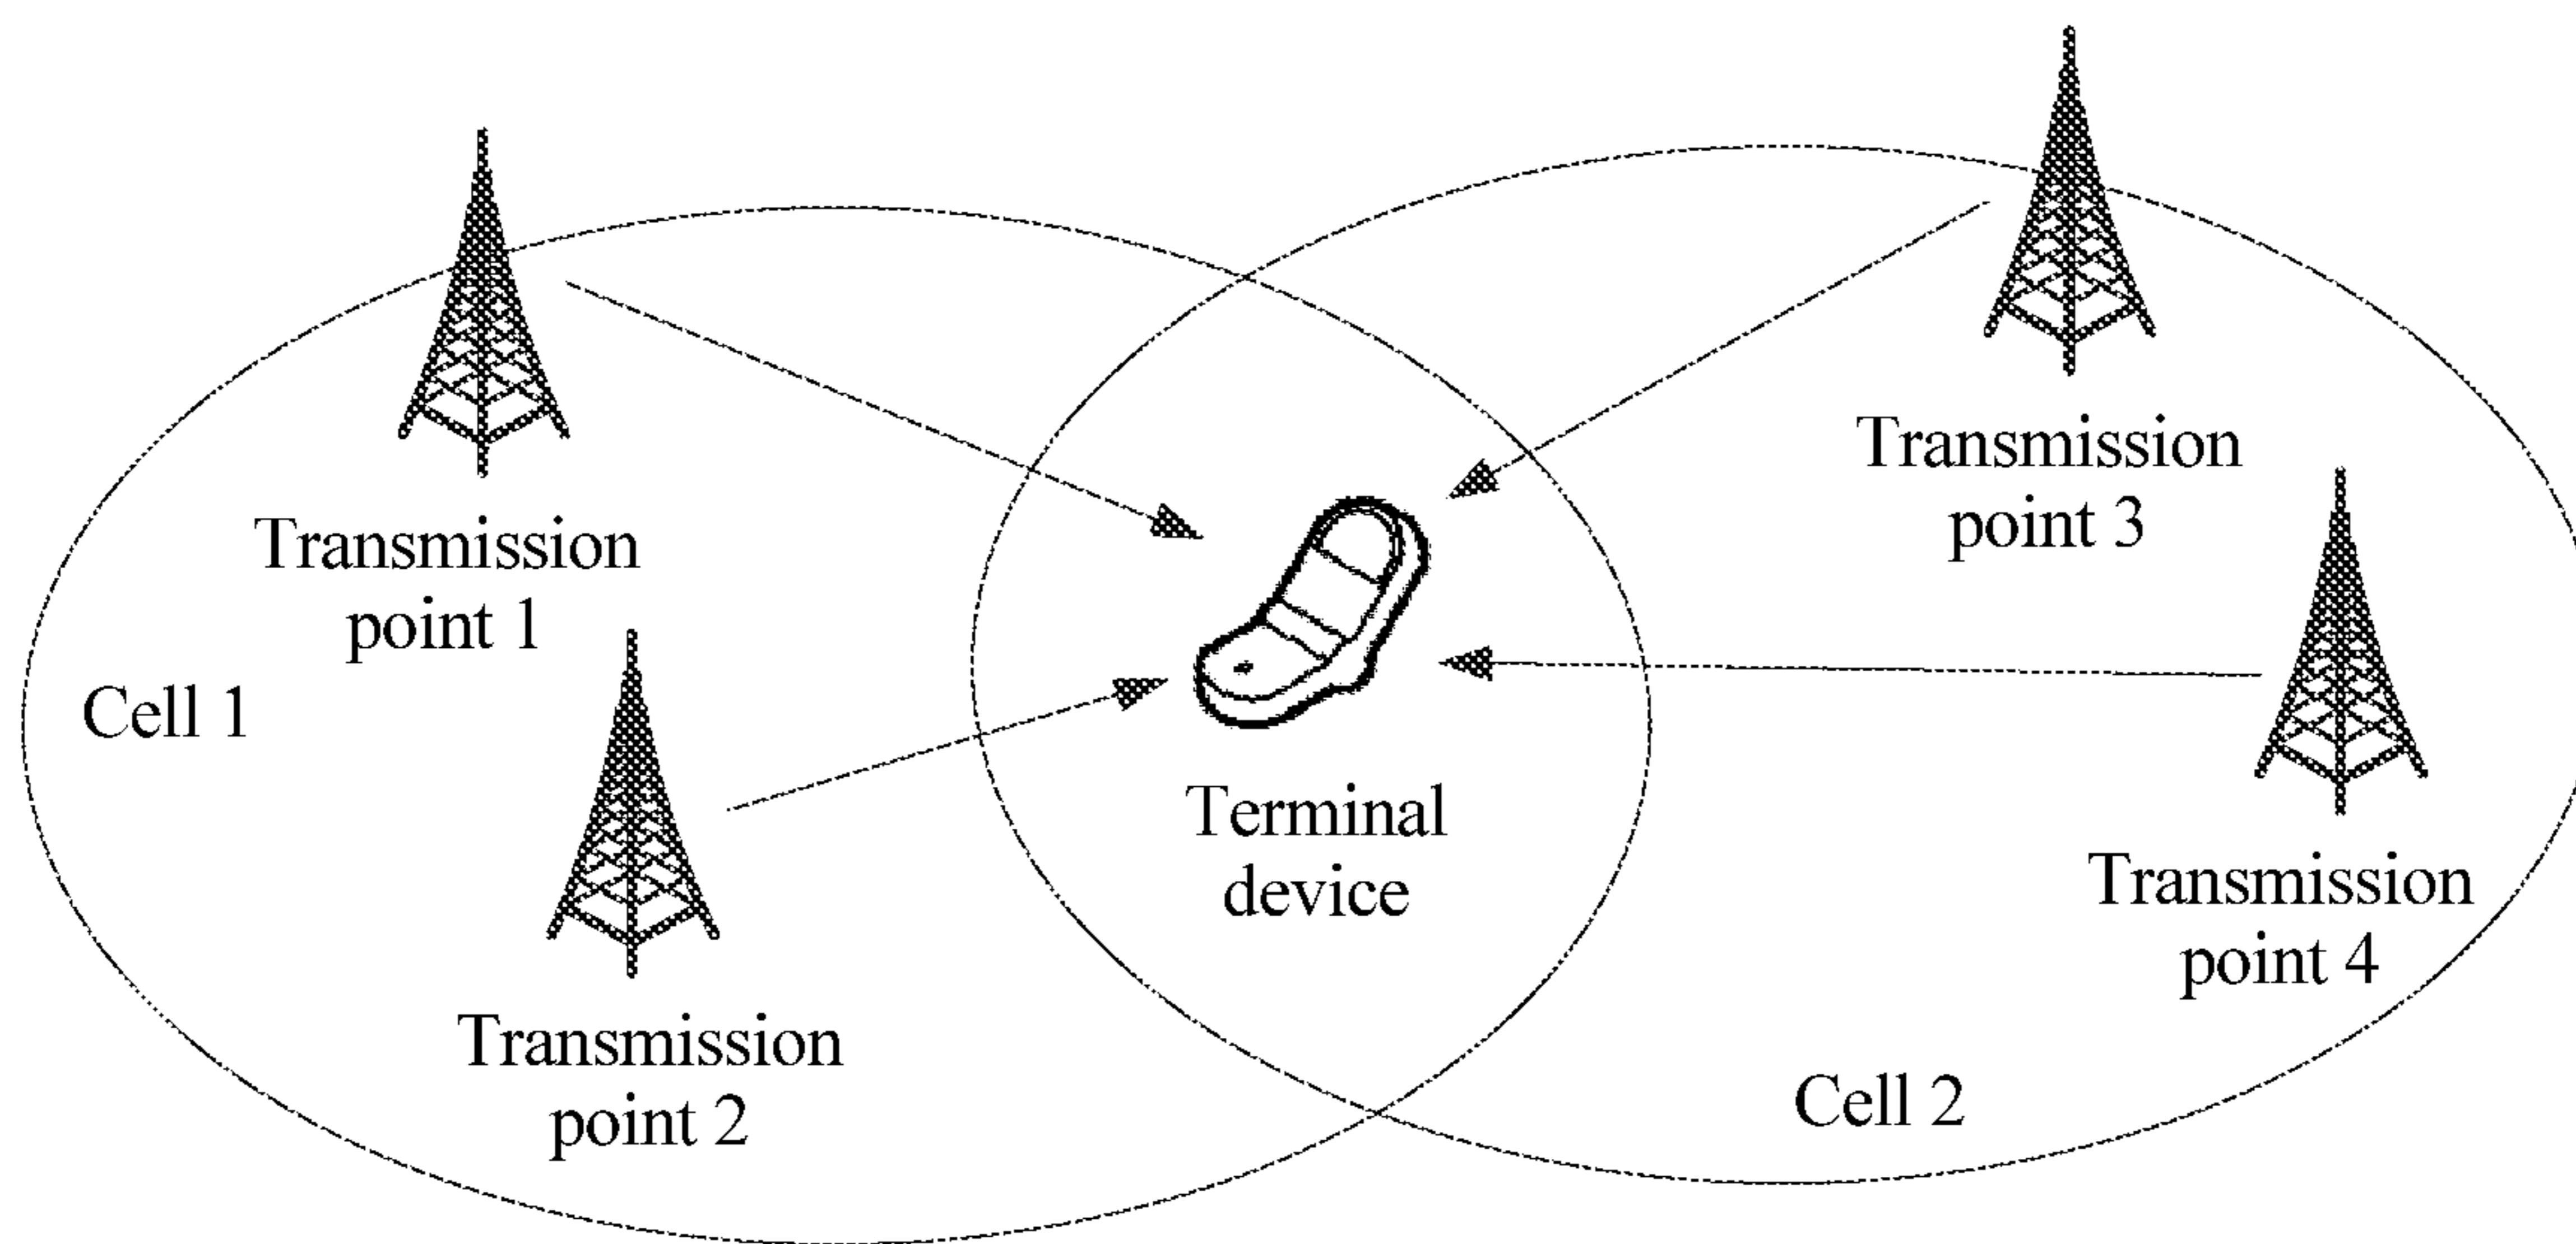 Transmission
point 1
Cell 1
Transmission
point 2
Terminal
device
Transmission
point 3
Transmission
point 4
Cell 2